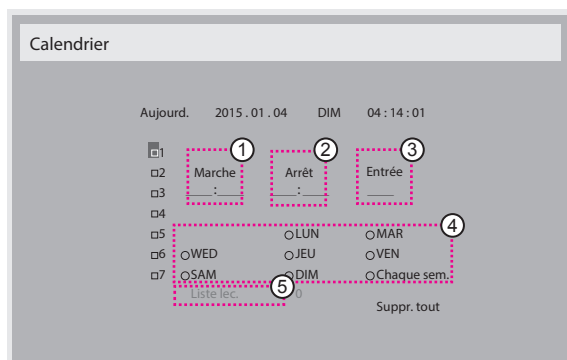 Calendrier
Aujourd. 2015 . 01 . 04 DIM 04 : 14 : 01
1 1 2 3
2 Marche Arrêt Entrée
3 __:__ __:__ ___
4 4
5 LUN MAR
6 WED JEU VEN
7 SAM DIM Chaque sem.
Liste lec. 5 0
Suppr. tout